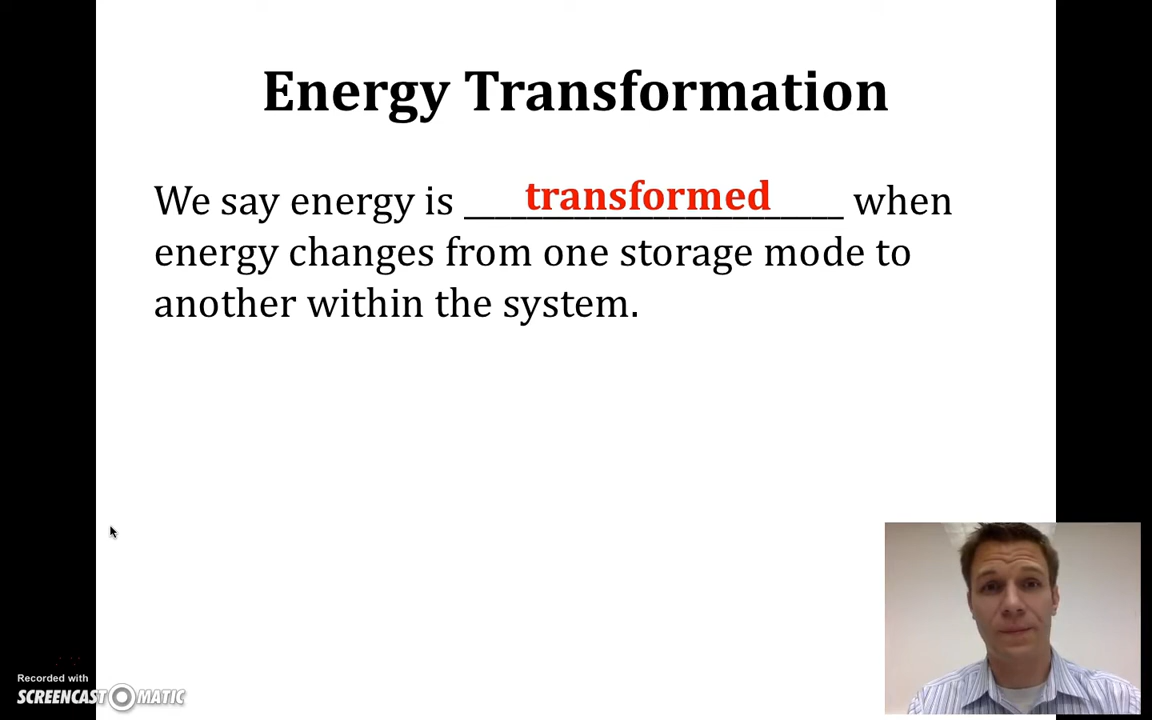 Energy Transformation
We say energy is ____transformed_____ when
energy changes from one storage mode to
another within the system.
Recorded with
SCREENCAST-O-MATIC